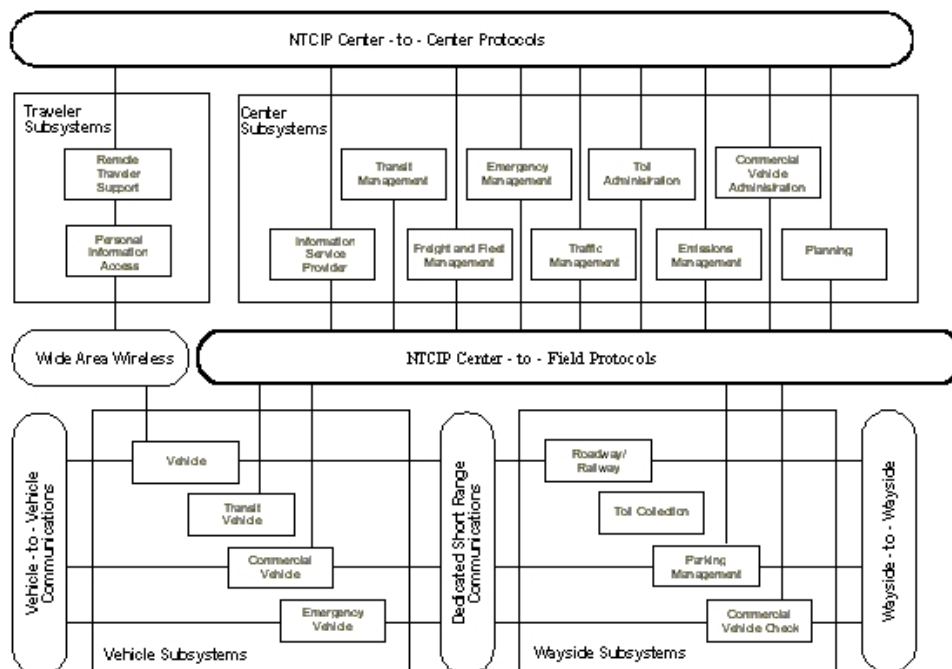 NTCIP Center - to - Center Protocols
Traveler
Subsystems
Remote
Traveler
Support
Personal
Information
Access
Center
Subsystems
Transit
Management
Emergency
Management
Toll
Administration
Commercial
Vehicle
Administration
Information
Service
Provider
Freight and Fleet
Management
Traffic
Management
Emissions
Management
Planning
Wide Area Wireless
NTCIP Center - to - Field Protocols
Vehicle - to - Vehicle
Communications
Vehicle
Transit
Vehicle
Commercial
Vehicle
Emergency
Vehicle
Vehicle Subsystems
Dedicated Short Range
Communications
Roadway/
Railway
Toll Collection
Parking
Management
Commercial
Vehicle Check
Wayside Subsystems
Wayside - to - Wayside